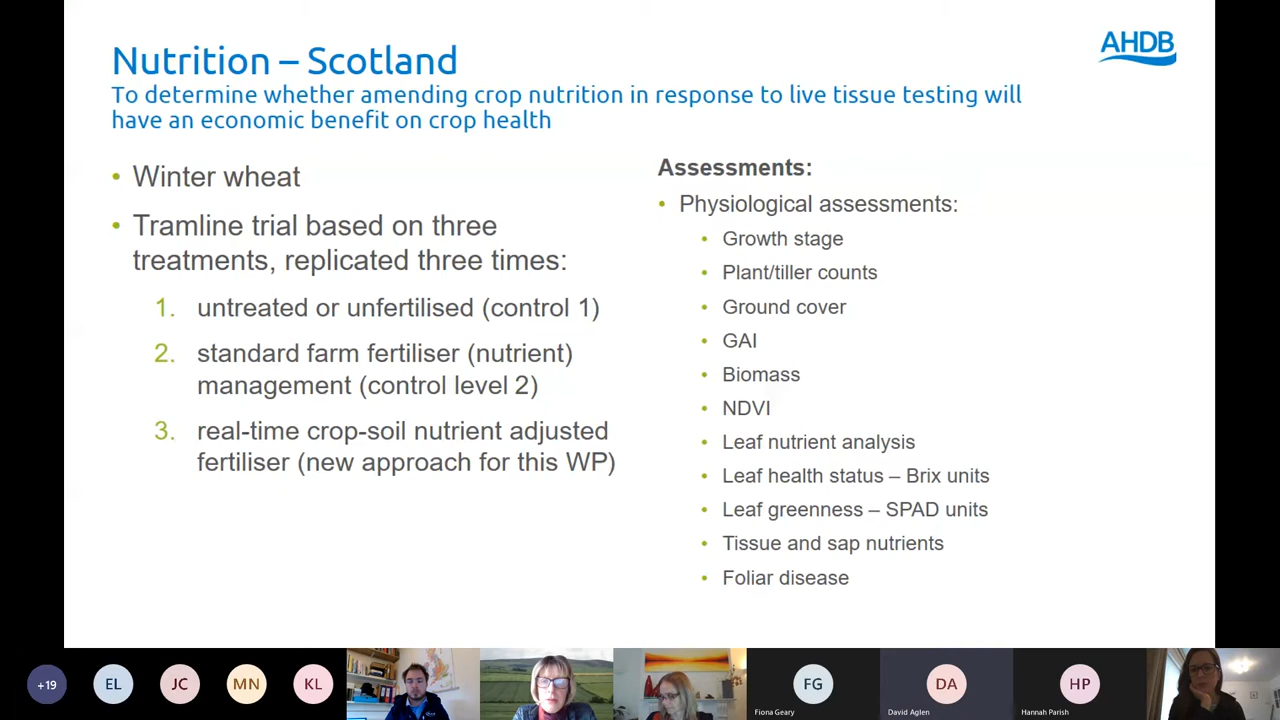 Nutrition – Scotland
AHDB
To determine whether amending crop nutrition in response to live tissue testing will
have an economic benefit on crop health
• Winter wheat
• Tramline trial based on three
treatments, replicated three times:
1. untreated or unfertilised (control 1)
2. standard farm fertiliser (nutrient)
management (control level 2)
3. real-time crop-soil nutrient adjusted
fertiliser (new approach for this WP)
Assessments:
• Physiological assessments:
• Growth stage
• Plant/tiller counts
• Ground cover
• GAI
• Biomass
• NDVI
• Leaf nutrient analysis
• Leaf health status – Brix units
• Leaf greenness – SPAD units
• Tissue and sap nutrients
• Foliar disease
+19
EL
JC
MN
KL
FG
Fiona Geary
DA
David Aglen
HP
Hannah Parish